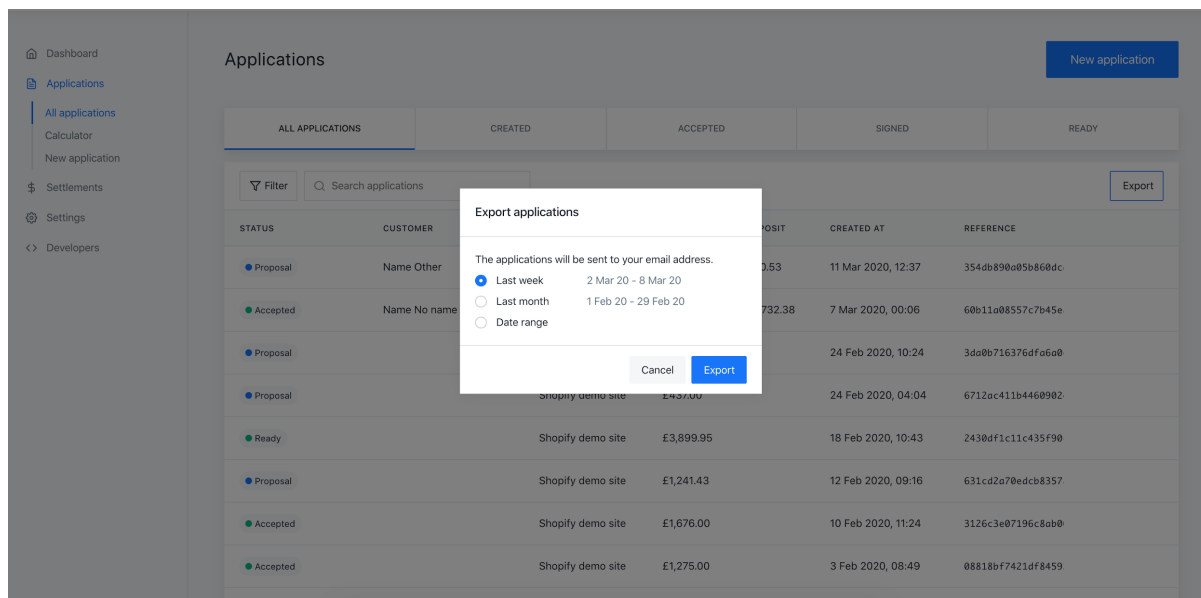 Dashboard
Applications
All applications
Calculator
New application
Settlements
Settings
Developers
Applications
New application
ALL APPLICATIONS CREATED ACCEPTED SIGNED READY
Filter Search applications Export
STATUS CUSTOMER CREATED AT REFERENCE
Proposal Name Other 11 Mar 2020, 12:37 354db890a05b860dc
Accepted Name No name 732.38 7 Mar 2020, 00:06 60b11a08557c7b45e
Proposal 24 Feb 2020, 10:24 3da0b716376dfa6a0
Proposal Shopify demo site £437.00 24 Feb 2020, 04:04 6712ac411b4460902
Ready Shopify demo site £3,899.95 18 Feb 2020, 10:43 2430df1c11c435f90
Proposal Shopify demo site £1,241.43 12 Feb 2020, 09:16 631cd2a70edcb8357
Accepted Shopify demo site £1,676.00 10 Feb 2020, 11:24 3126c3e07196c8ab0
Accepted Shopify demo site £1,275.00 3 Feb 2020, 08:49 08818bf7421df8459
Export applications
The applications will be sent to your email address.
Last week 2 Mar 20 - 8 Mar 20
Last month 1 Feb 20 - 29 Feb 20
Date range
Cancel Export